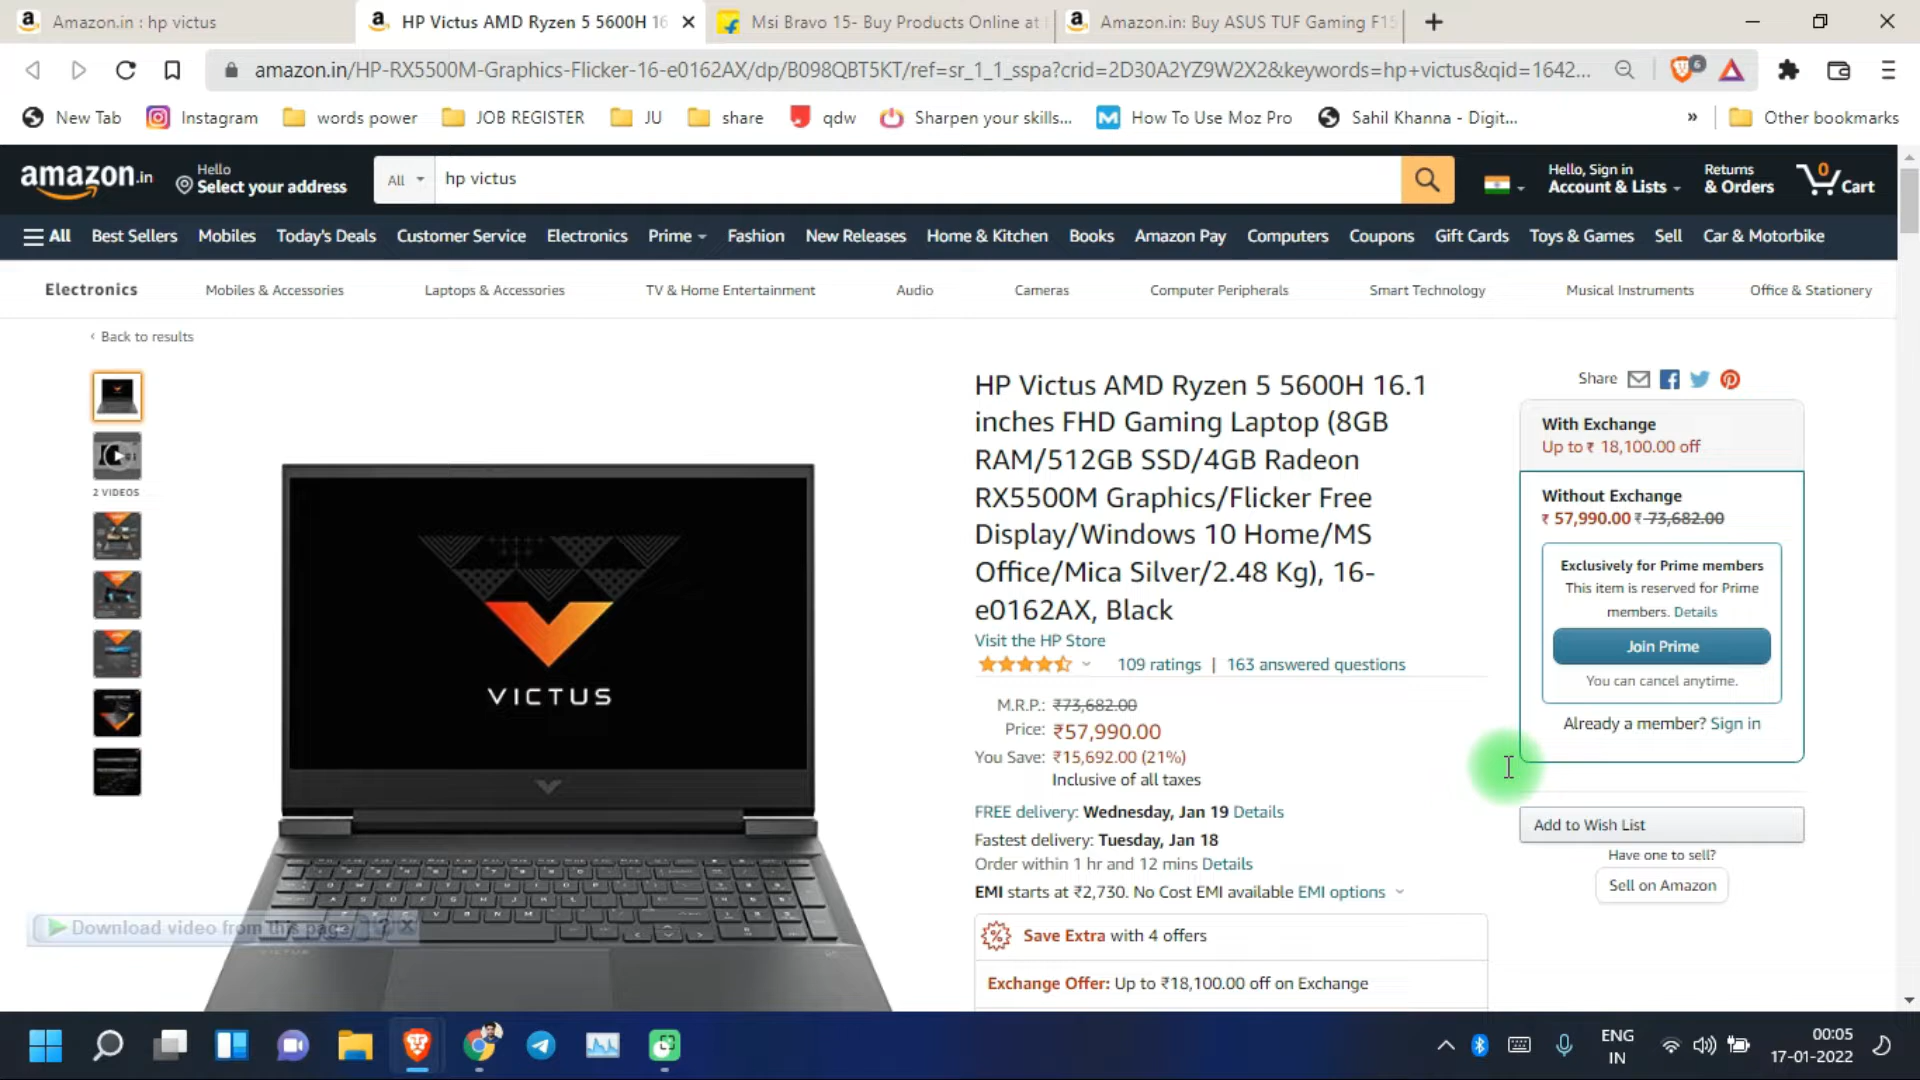 Amazon.in : hp victus
HP Victus AMD Ryzen 5 5600H 16
Msi Bravo 15- Buy Products Online at
Amazon.in: Buy ASUS TUF Gaming F15
amazon.in/HP-RX5500M-Graphics-Flicker-16-e0162AX/dp/B098QBT5KT/ref=sr_1_1_sspa?crid=2D30A2YZ9W2X2&keywords=hp+victus&qid=1642...
6
New Tab
Instagram
words power
JOB REGISTER
JU
share
qdw
Sharpen your skills...
How To Use Moz Pro
Sahil Khanna - Digit...
»
Other bookmarks
amazon.in
Hello
Select your address
All
hp victus
Hello, Sign in
Account & Lists
Returns
& Orders
0
Cart
All
Best Sellers
Mobiles
Today's Deals
Customer Service
Electronics
Prime
Fashion
New Releases
Home & Kitchen
Books
Amazon Pay
Computers
Coupons
Gift Cards
Toys & Games
Sell
Car & Motorbike
Electronics
Mobiles & Accessories
Laptops & Accessories
TV & Home Entertainment
Audio
Cameras
Computer Peripherals
Smart Technology
Musical Instruments
Office & Stationery
‹ Back to results
2 VIDEOS
VICTUS
Download video from this page
? X
VICTUS
HP Victus AMD Ryzen 5 5600H 16.1
inches FHD Gaming Laptop (8GB
RAM/512GB SSD/4GB Radeon
RX5500M Graphics/Flicker Free
Display/Windows 10 Home/MS
Office/Mica Silver/2.48 Kg), 16-
e0162AX, Black
Visit the HP Store
109 ratings | 163 answered questions
M.R.P.: ₹73,682.00
Price: ₹57,990.00
You Save: ₹15,692.00 (21%)
Inclusive of all taxes
FREE delivery: Wednesday, Jan 19 Details
Fastest delivery: Tuesday, Jan 18
Order within 1 hr and 12 mins Details
EMI starts at ₹2,730. No Cost EMI available EMI options
Save Extra with 4 offers
Exchange Offer: Up to ₹18,100.00 off on Exchange
Share
With Exchange
Up to ₹ 18,100.00 off
Without Exchange
₹ 57,990.00 ₹ 73,682.00
Exclusively for Prime members
This item is reserved for Prime
members. Details
Join Prime
You can cancel anytime.
Already a member? Sign in
Add to Wish List
Have one to sell?
Sell on Amazon
ENG
IN
00:05
17-01-2022